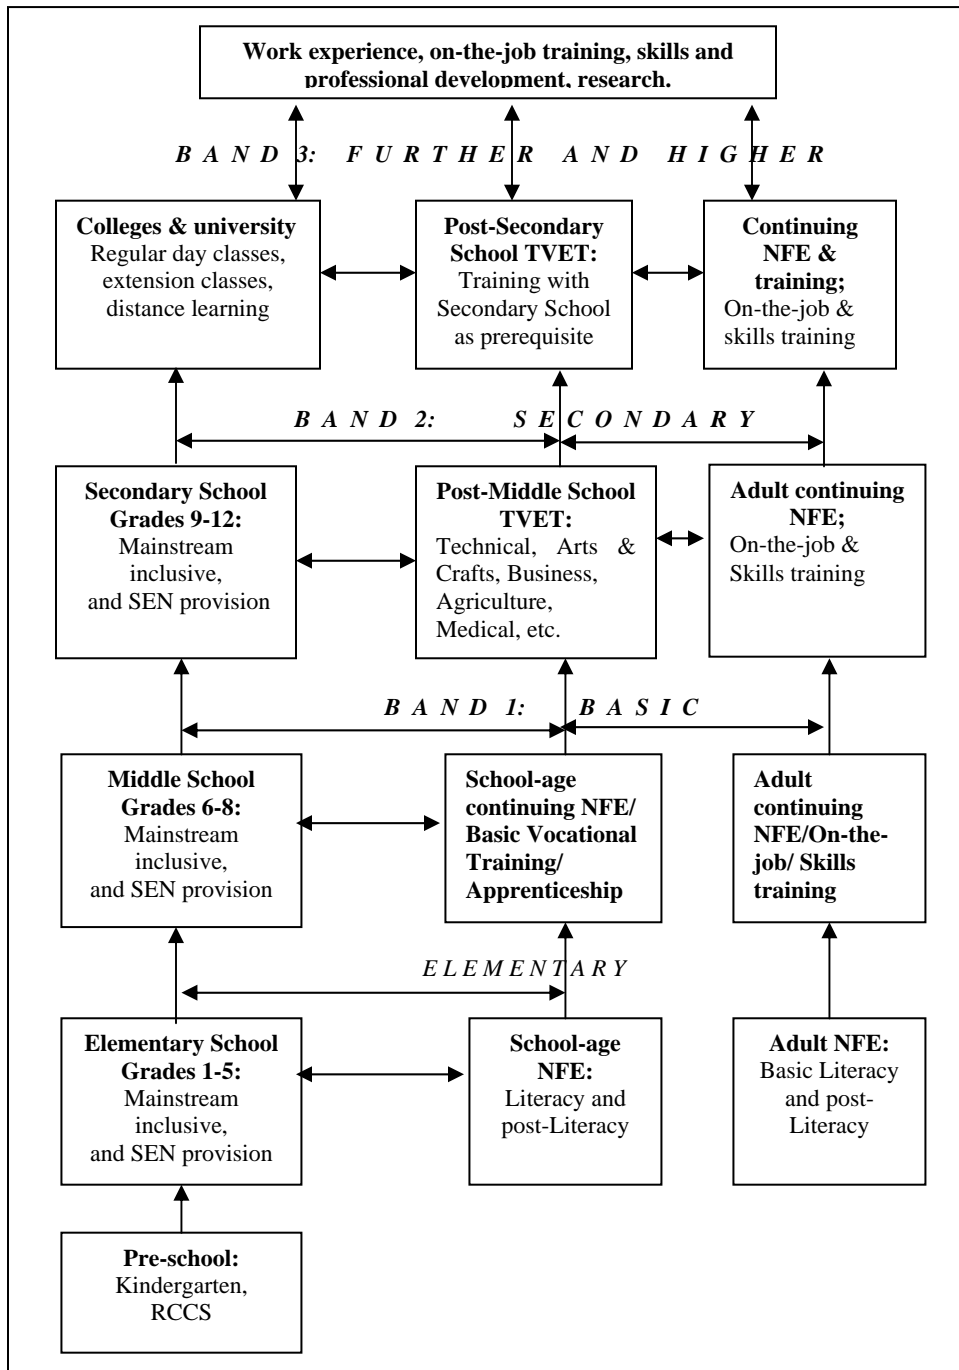 Work experience, on-the-job training, skills and
professional development, research.
B A N D 3: F U R T H E R A N D H I G H E R
Colleges & university
Regular day classes,
extension classes,
distance learning
Post-Secondary
School TVET:
Training with
Secondary School
as prerequisite
Continuing
NFE &
training;
On-the-job &
skills training
B A N D 2: S E C O N D A R Y
Secondary School
Grades 9-12:
Mainstream
inclusive,
and SEN provision
Post-Middle School
TVET:
Technical, Arts &
Crafts, Business,
Agriculture,
Medical, etc.
Adult continuing
NFE;
On-the-job &
Skills training
B A N D 1: B A S I C
Middle School
Grades 6-8:
Mainstream
inclusive,
and SEN provision
School-age
continuing NFE/
Basic Vocational
Training/
Apprenticeship
Adult
continuing
NFE/On-the-
job/ Skills
training
E L E M E N T A R Y
Elementary School
Grades 1-5:
Mainstream
inclusive,
and SEN provision
School-age
NFE:
Literacy and
post-Literacy
Adult NFE:
Basic Literacy
and post-
Literacy
Pre-school:
Kindergarten,
RCCS